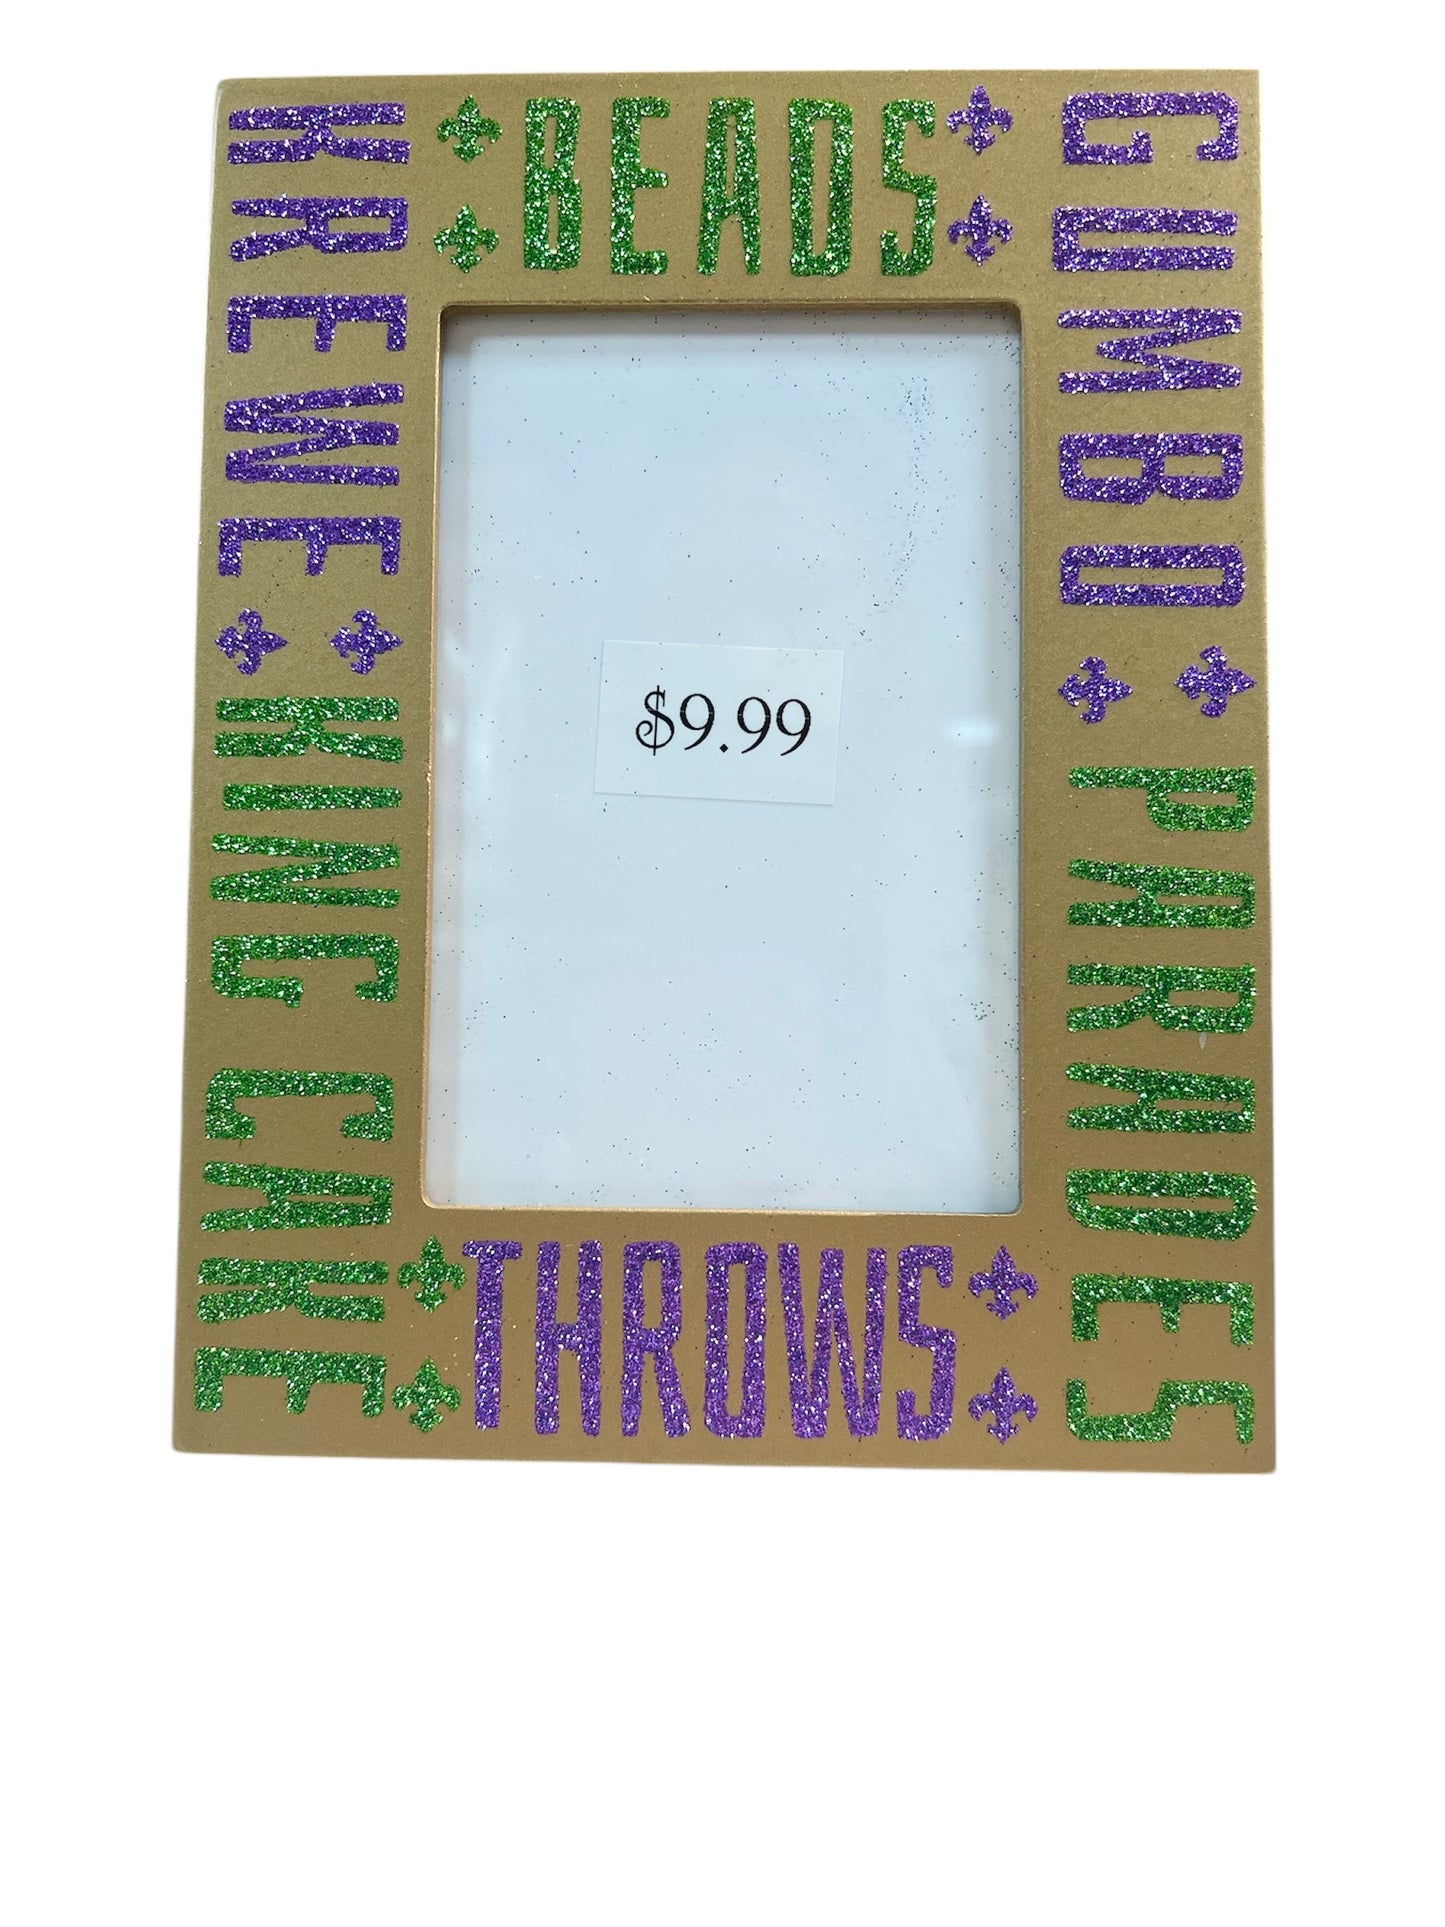 BEADS
GUMBO
PARADES
KREWE
KING CAKE
THROWS
$9.99